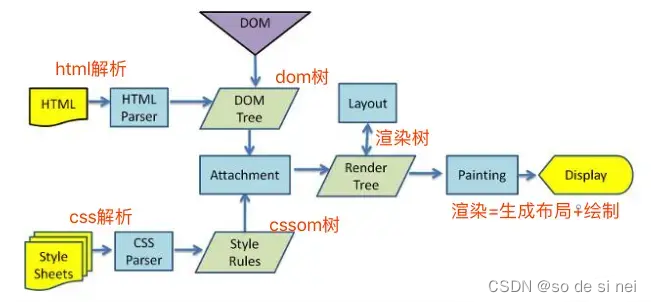 DOM
html解析
dom树
HTML
HTML
Parser
DOM
Tree
Layout
渲染树
Attachment
Render
Tree
Painting
Display
渲染=生成布局+绘制
css解析
cssom树
Style
Sheets
CSS
Parser
Style
Rules
CSDN @so de si nei